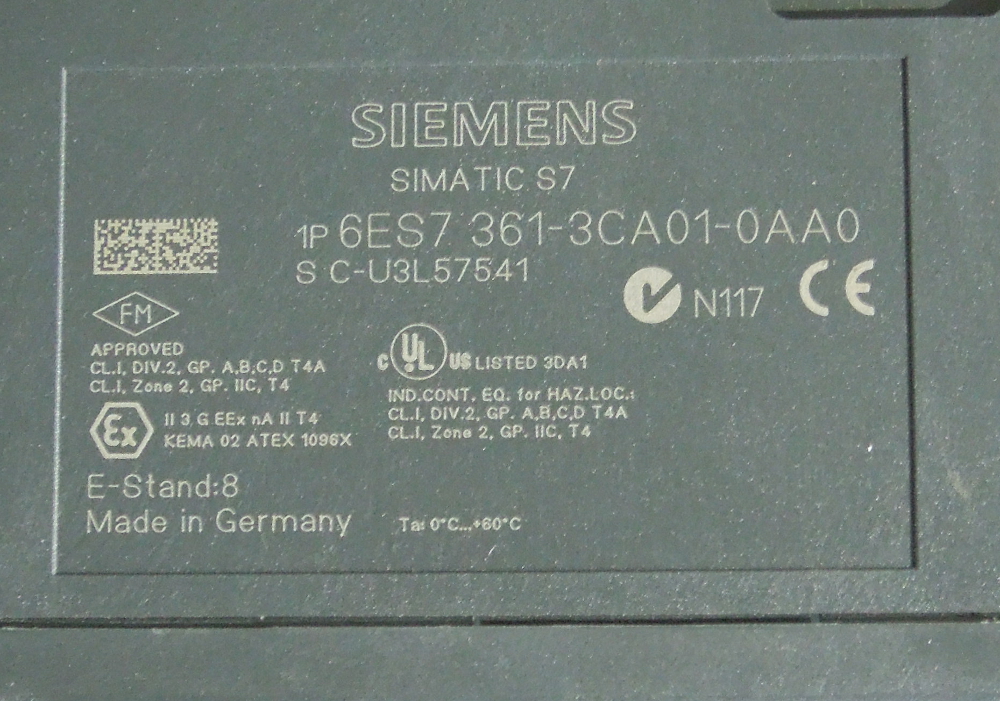 SIEMENS
SIMATIC S7
1P 6ES7 361-3CA01-0AA0
S C-U3L57541
N117 CE
FM
APPROVED
CL.I, DIV.2, GP. A,B,C,D T4A
CL.I, Zone 2, GP. IIC, T4
C UL US LISTED 3DA1
IND.CONT. EQ. for HAZ.LOC.:
CL.I, DIV.2, GP. A,B,C,D T4A
CL.I, Zone 2, GP. IIC, T4
Ex II 3 G EEx nA II T4
KEMA 02 ATEX 1096X
E-Stand:8
Made in Germany
Ta: 0°C...+60°C